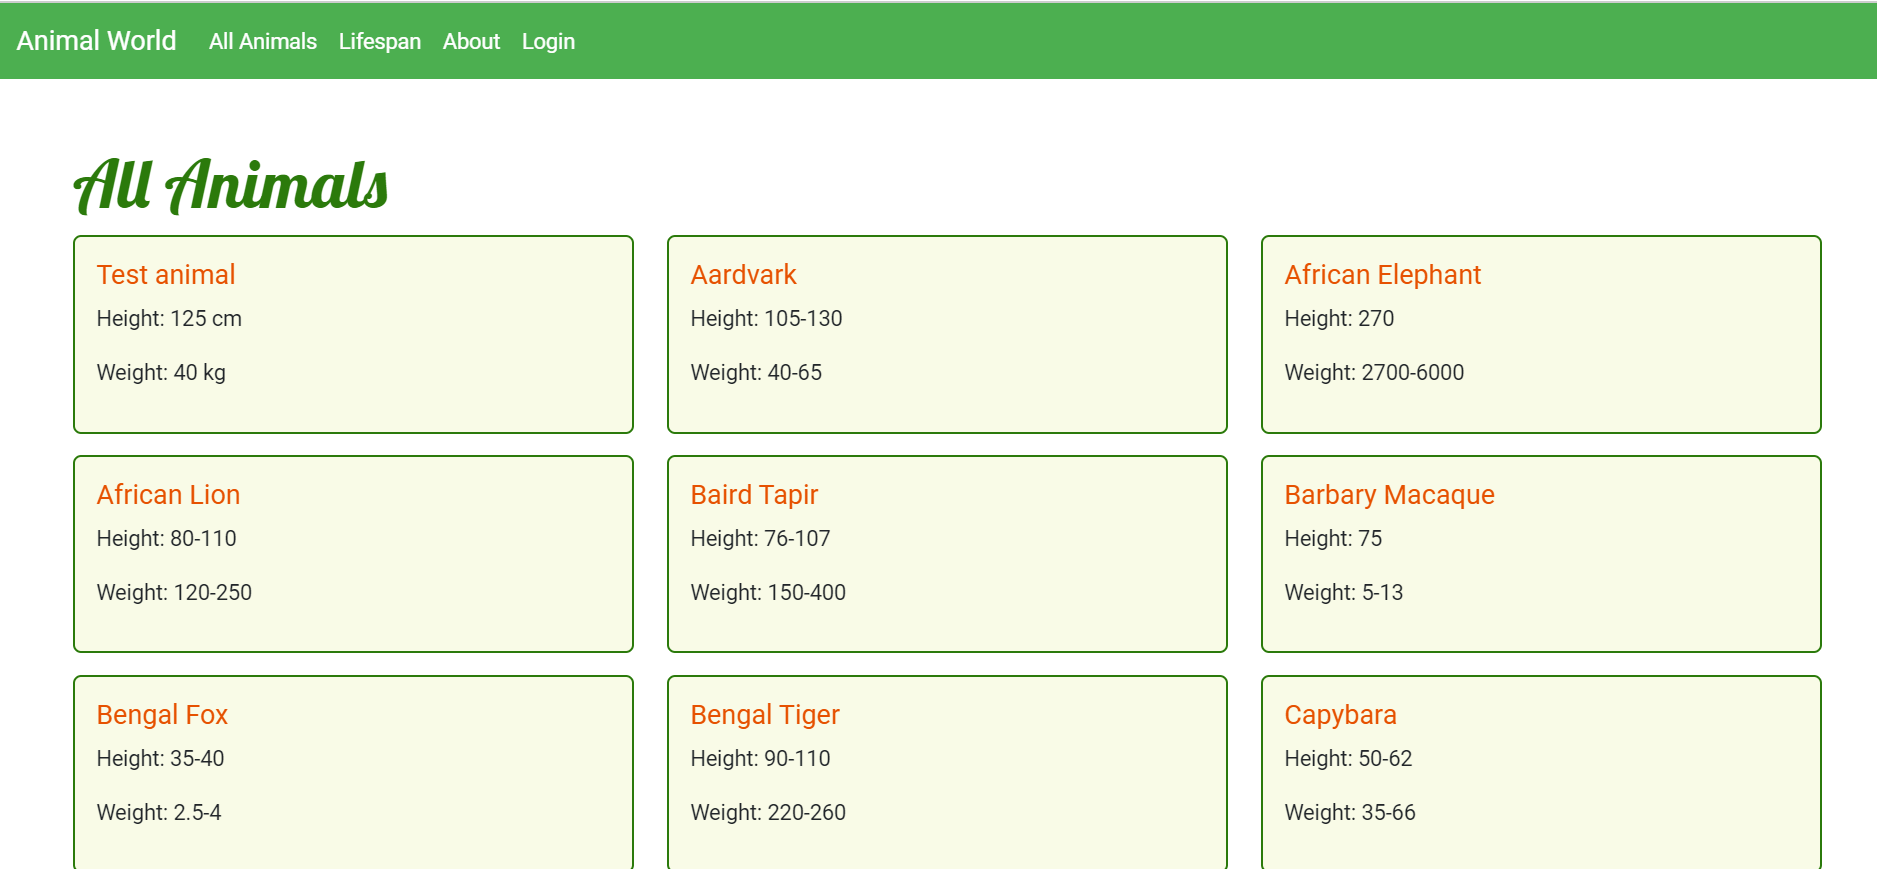 Animal World All Animals Lifespan About Login
All Animals
Test animal
Height: 125 cm
Weight: 40 kg
Aardvark
Height: 105-130
Weight: 40-65
African Elephant
Height: 270
Weight: 2700-6000
African Lion
Height: 80-110
Weight: 120-250
Baird Tapir
Height: 76-107
Weight: 150-400
Barbary Macaque
Height: 75
Weight: 5-13
Bengal Fox
Height: 35-40
Weight: 2.5-4
Bengal Tiger
Height: 90-110
Weight: 220-260
Capybara
Height: 50-62
Weight: 35-66